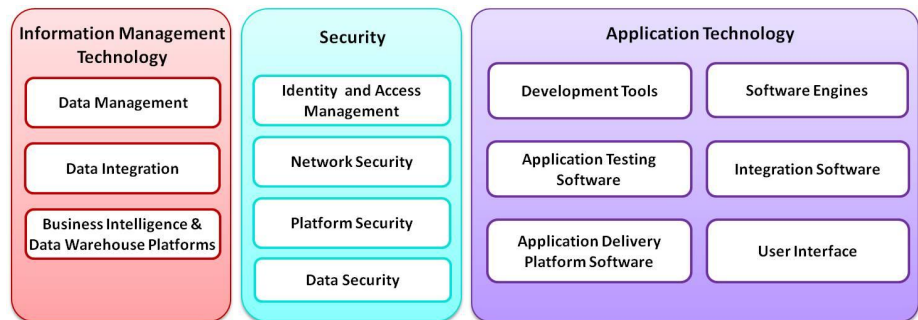 Information Management
Technology
Data Management
Data Integration
Business Intelligence &
Data Warehouse Platforms
Security
Identity and Access
Management
Network Security
Platform Security
Data Security
Application Technology
Development Tools
Software Engines
Application Testing
Software
Integration Software
Application Delivery
Platform Software
User Interface